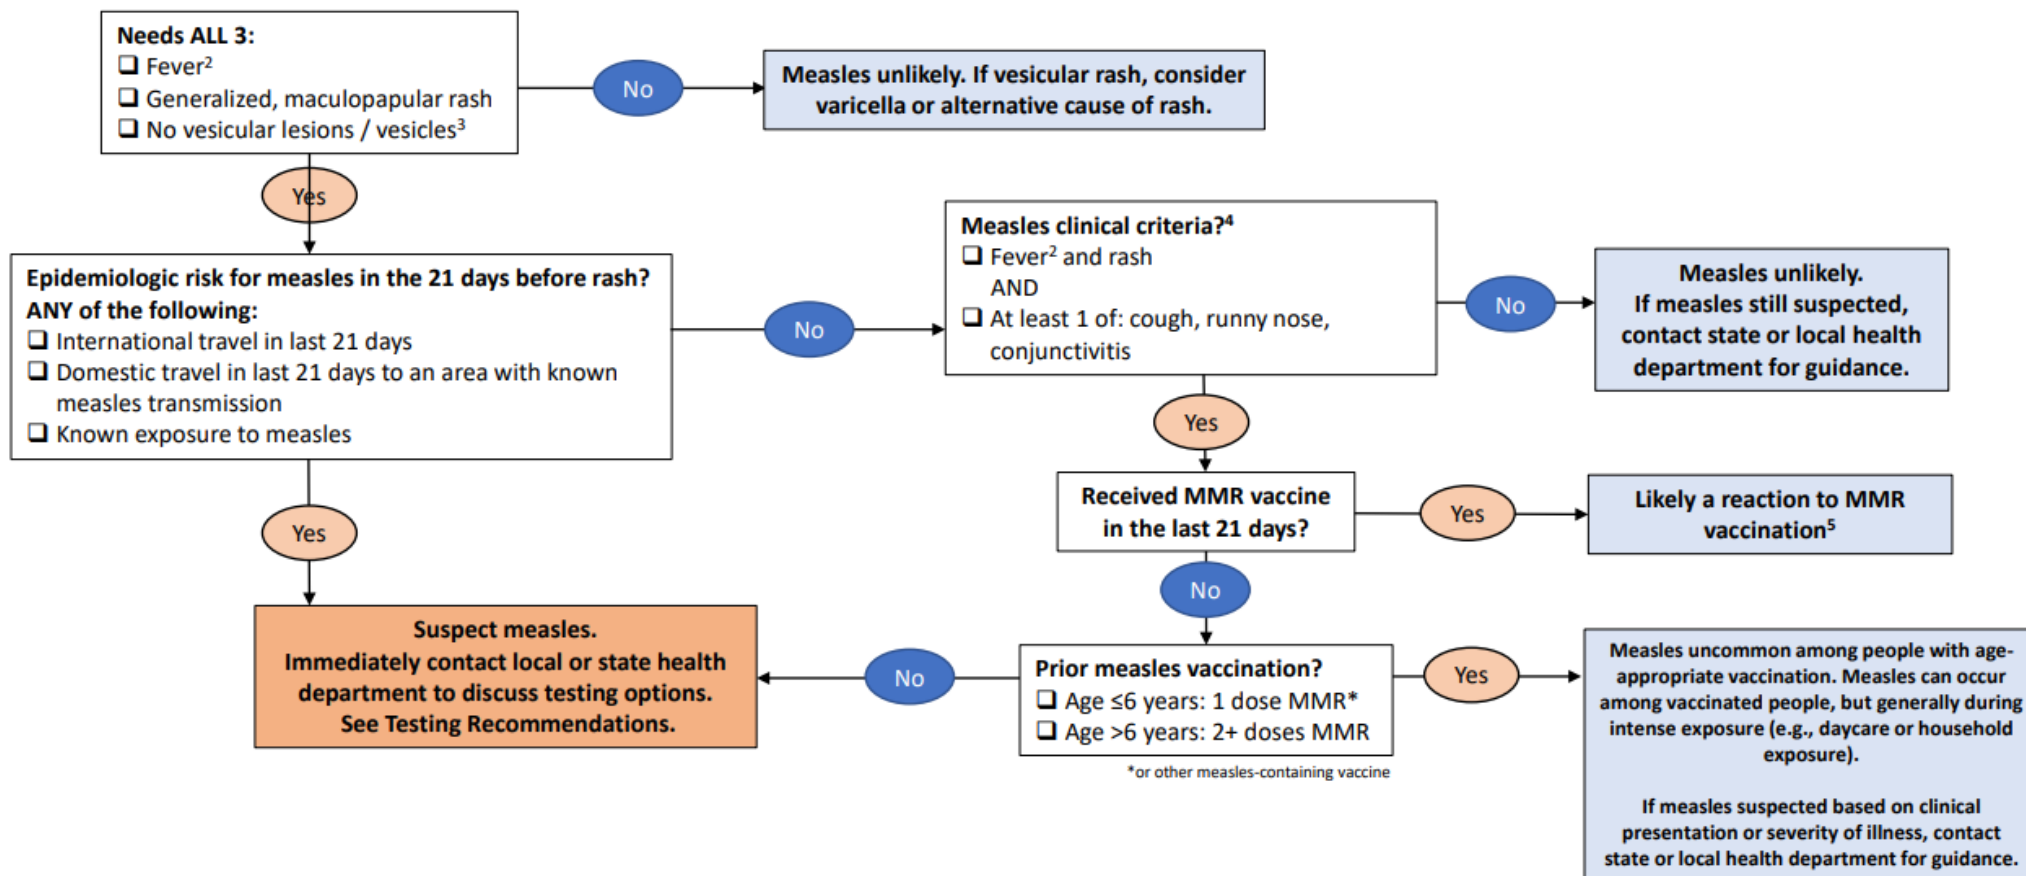 Needs ALL 3:
❑ Fever²
❑ Generalized, maculopapular rash
❑ No vesicular lesions / vesicles³
No
Measles unlikely. If vesicular rash, consider
varicella or alternative cause of rash.
Yes
Epidemiologic risk for measles in the 21 days before rash?
ANY of the following:
❑ International travel in last 21 days
❑ Domestic travel in last 21 days to an area with known
measles transmission
❑ Known exposure to measles
No
Measles clinical criteria?⁴
❑ Fever² and rash
AND
❑ At least 1 of: cough, runny nose,
conjunctivitis
No
Measles unlikely.
If measles still suspected,
contact state or local health
department for guidance.
Yes
Received MMR vaccine
in the last 21 days?
Yes
Likely a reaction to MMR
vaccination⁵
No
Yes
Suspect measles.
Immediately contact local or state health
department to discuss testing options.
See Testing Recommendations.
No
Prior measles vaccination?
❑ Age ≤6 years: 1 dose MMR*
❑ Age >6 years: 2+ doses MMR
*or other measles-containing vaccine
Yes
Measles uncommon among people with age-
appropriate vaccination. Measles can occur
among vaccinated people, but generally during
intense exposure (e.g., daycare or household
exposure).
If measles suspected based on clinical
presentation or severity of illness, contact
state or local health department for guidance.